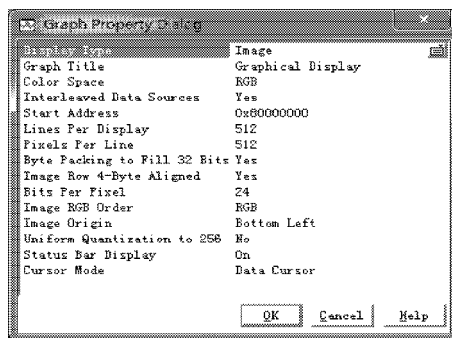 Graph Property Dialog
Display Type Image
Graph Title Graphical Display
Color Space RGB
Interleaved Data Sources Yes
Start Address 0x80000000
Lines Per Display 512
Pixels Per Line 512
Byte Packing to Fill 32 Bits Yes
Image Row 4-Byte Aligned Yes
Bits Per Pixel 24
Image RGB Order RGB
Image Origin Bottom Left
Uniform Quantization to 256 No
Status Bar Display On
Cursor Mode Data Cursor
OK Cancel Help